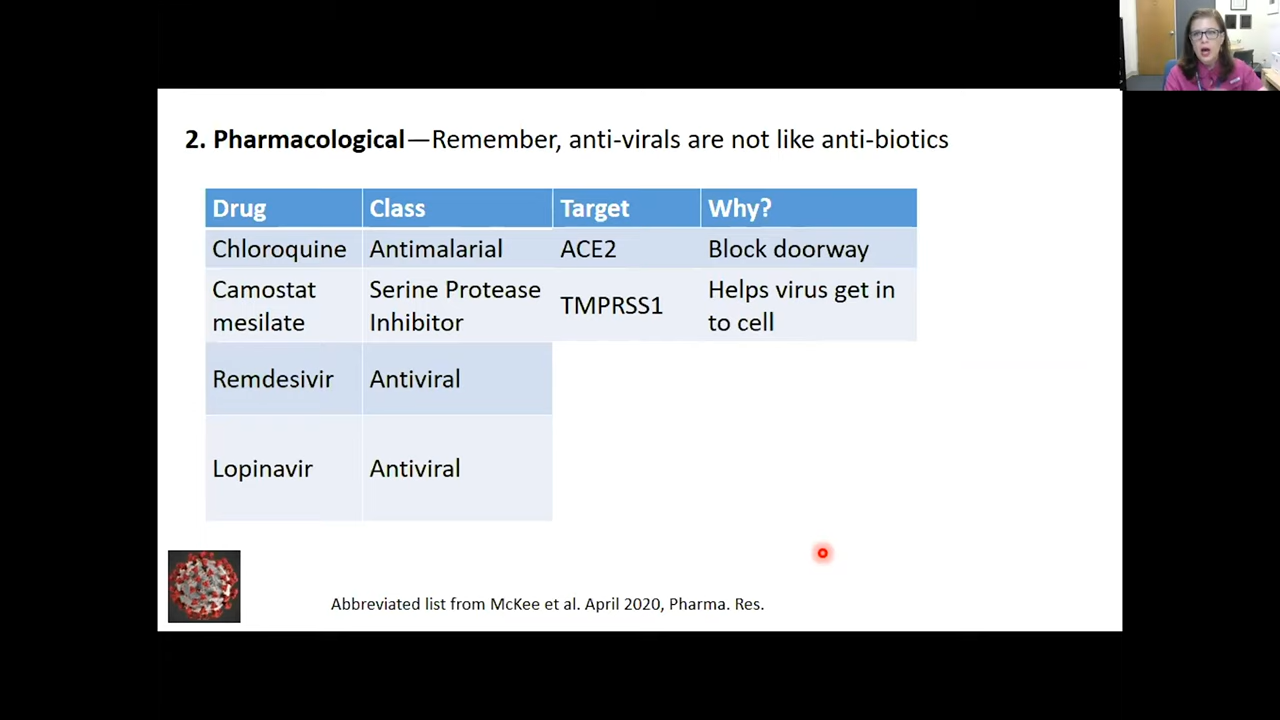 2. Pharmacological—Remember, anti-virals are not like anti-biotics
Drug Class Target Why?
Chloroquine Antimalarial ACE2 Block doorway
Camostat mesilate Serine Protease Inhibitor TMPRSS1 Helps virus get in to cell
Remdesivir Antiviral
Lopinavir Antiviral
Abbreviated list from McKee et al. April 2020, Pharma. Res.